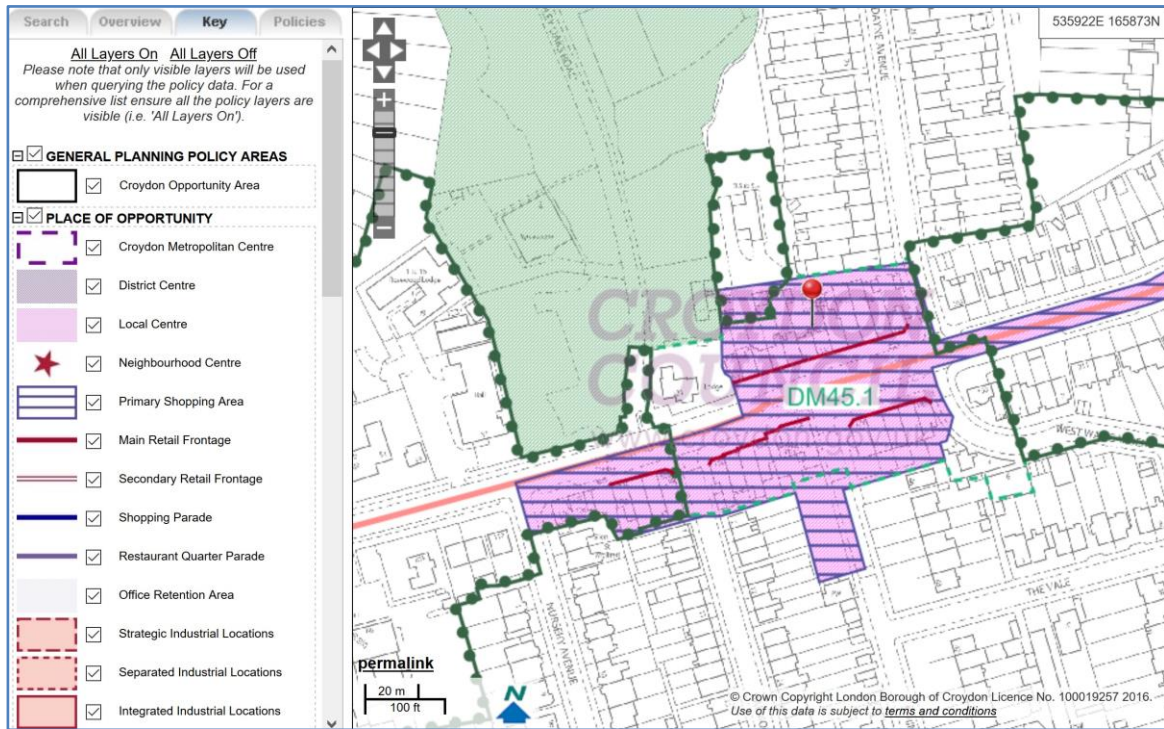 Search Overview Key Policies
All Layers On All Layers Off
Please note that only visible layers will be used
when querying the policy data. For a
comprehensive list ensure all the policy layers are
visible (i.e. 'All Layers On').
GENERAL PLANNING POLICY AREAS
Croydon Opportunity Area
PLACE OF OPPORTUNITY
Croydon Metropolitan Centre
District Centre
Local Centre
Neighbourhood Centre
Primary Shopping Area
Main Retail Frontage
Secondary Retail Frontage
Shopping Parade
Restaurant Quarter Parade
Office Retention Area
Strategic Industrial Locations
Separated Industrial Locations
Integrated Industrial Locations
535922E 165873N
CROYDON
COUNCIL
DM45.1
THE VALE
NURSERY AVENUE
permalink
20 m
100 ft
N
© Crown Copyright London Borough of Croydon Licence No. 100019257 2016.
Use of this data is subject to terms and conditions